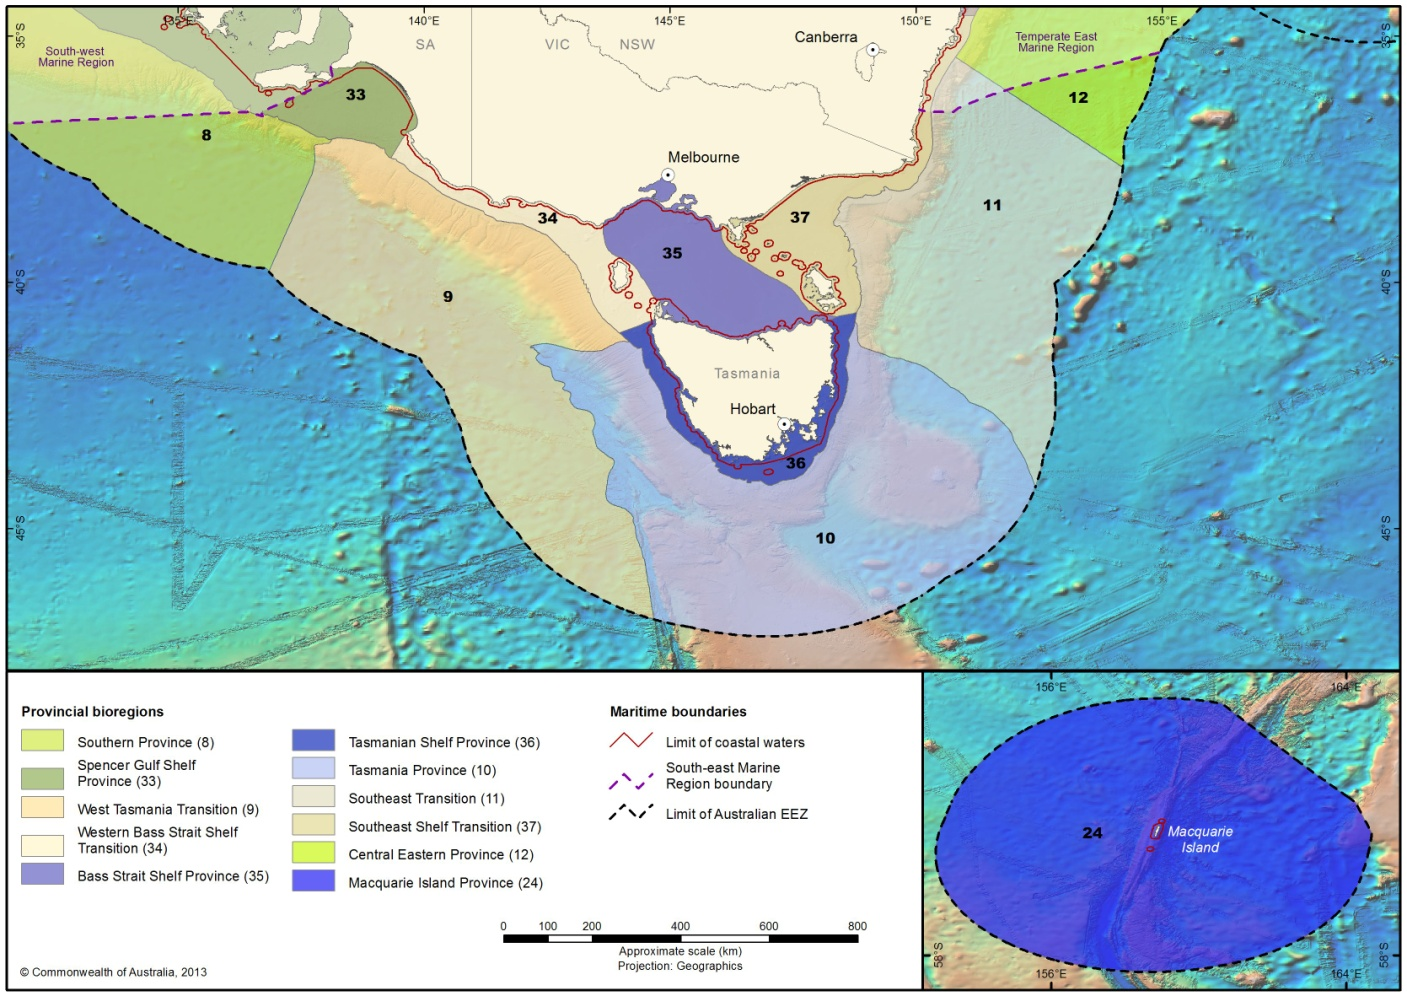 135°E
140°E
145°E
150°E
155°E
35°S
35°S
SA
VIC
NSW
Canberra
South-west
Marine Region
Temperate East
Marine Region
33
12
8
Melbourne
11
34
37
35
40°S
40°S
9
Tasmania
Hobart
36
45°S
45°S
10
Provincial bioregions
Southern Province (8)
Spencer Gulf Shelf
Province (33)
West Tasmania Transition (9)
Western Bass Strait Shelf
Transition (34)
Bass Strait Shelf Province (35)
Tasmanian Shelf Province (36)
Tasmania Province (10)
Southeast Transition (11)
Southeast Shelf Transition (37)
Central Eastern Province (12)
Macquarie Island Province (24)
Maritime boundaries
Limit of coastal waters
South-east Marine
Region boundary
Limit of Australian EEZ
0 100 200 400 600 800
Approximate scale (km)
Projection: Geographics
© Commonwealth of Australia, 2013
156°E
164°E
24
Macquarie
Island
58°S
58°S
156°E
164°E